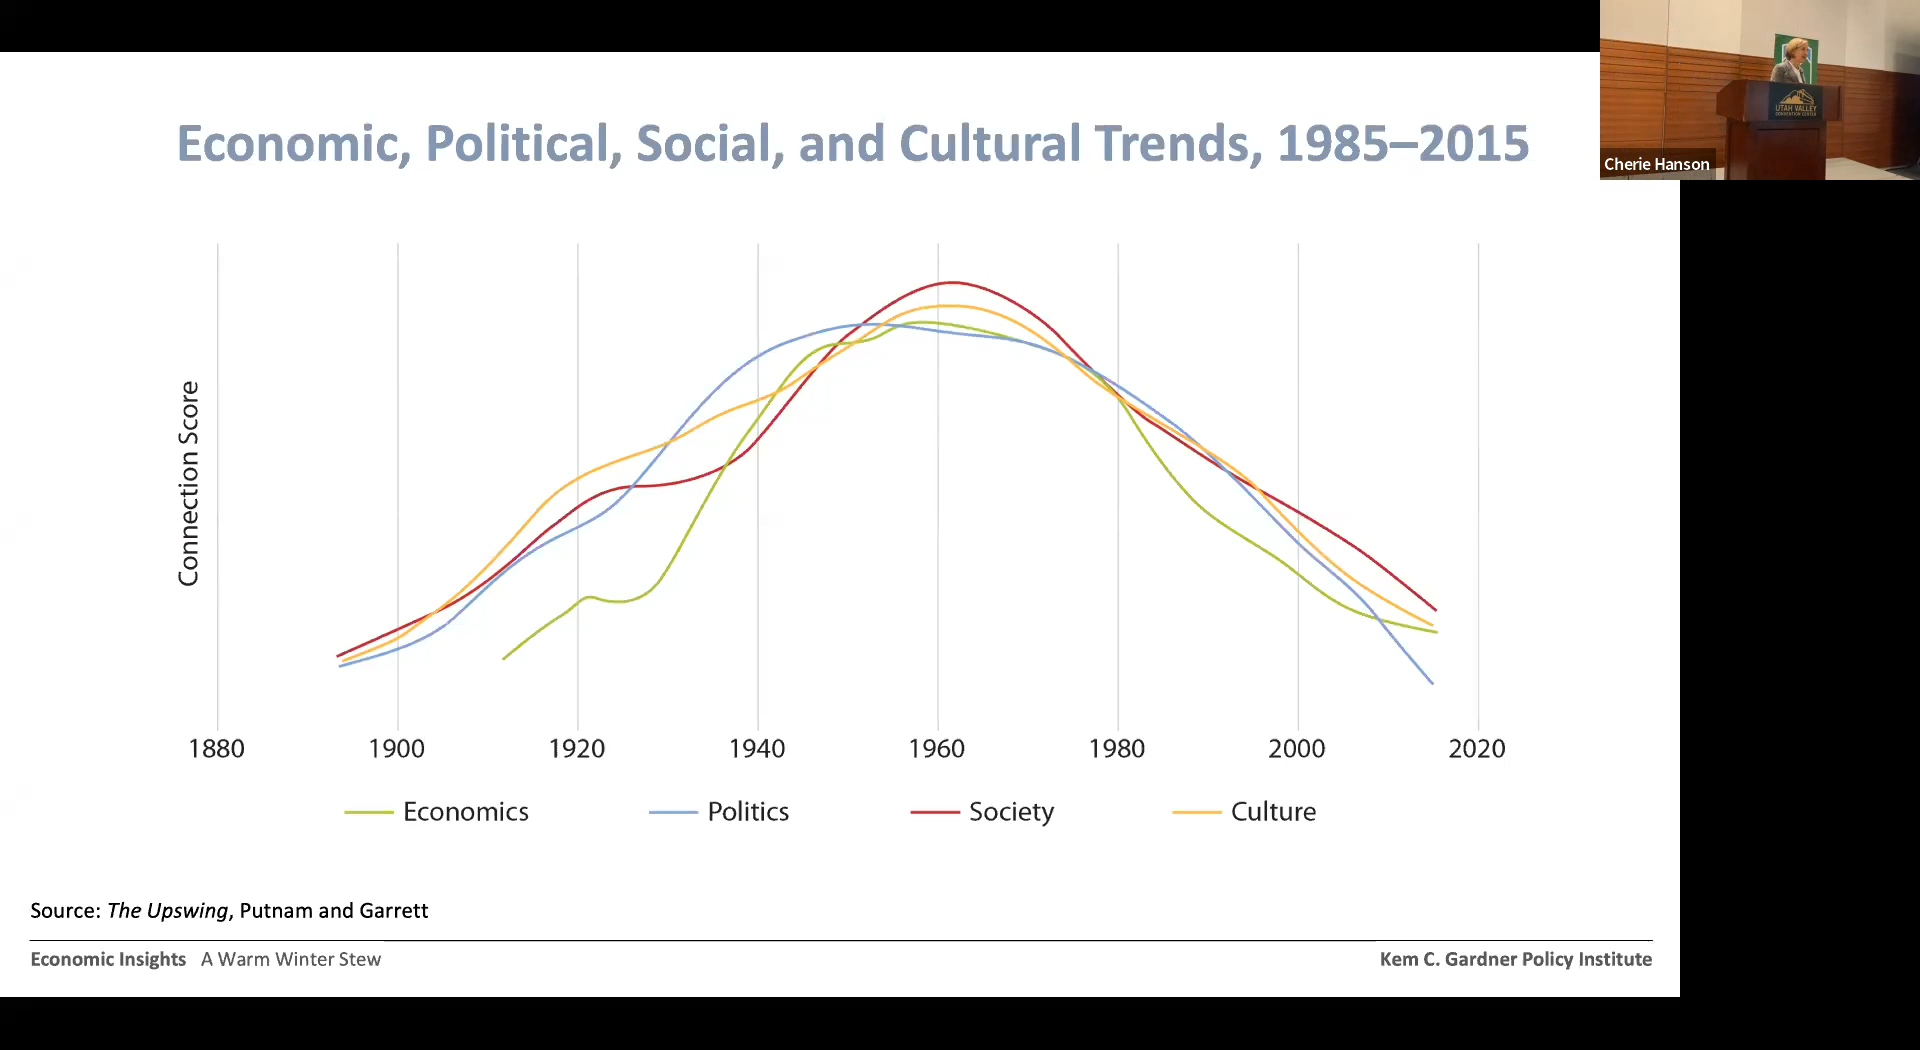 Economic, Political, Social, and Cultural Trends, 1985–2015
Cherie Hanson
UTAH VALLEY
CONVENTION CENTER
Connection Score
1880 1900 1920 1940 1960 1980 2000 2020
Economics Politics Society Culture
Source: The Upswing, Putnam and Garrett
Economic Insights A Warm Winter Stew
Kem C. Gardner Policy Institute